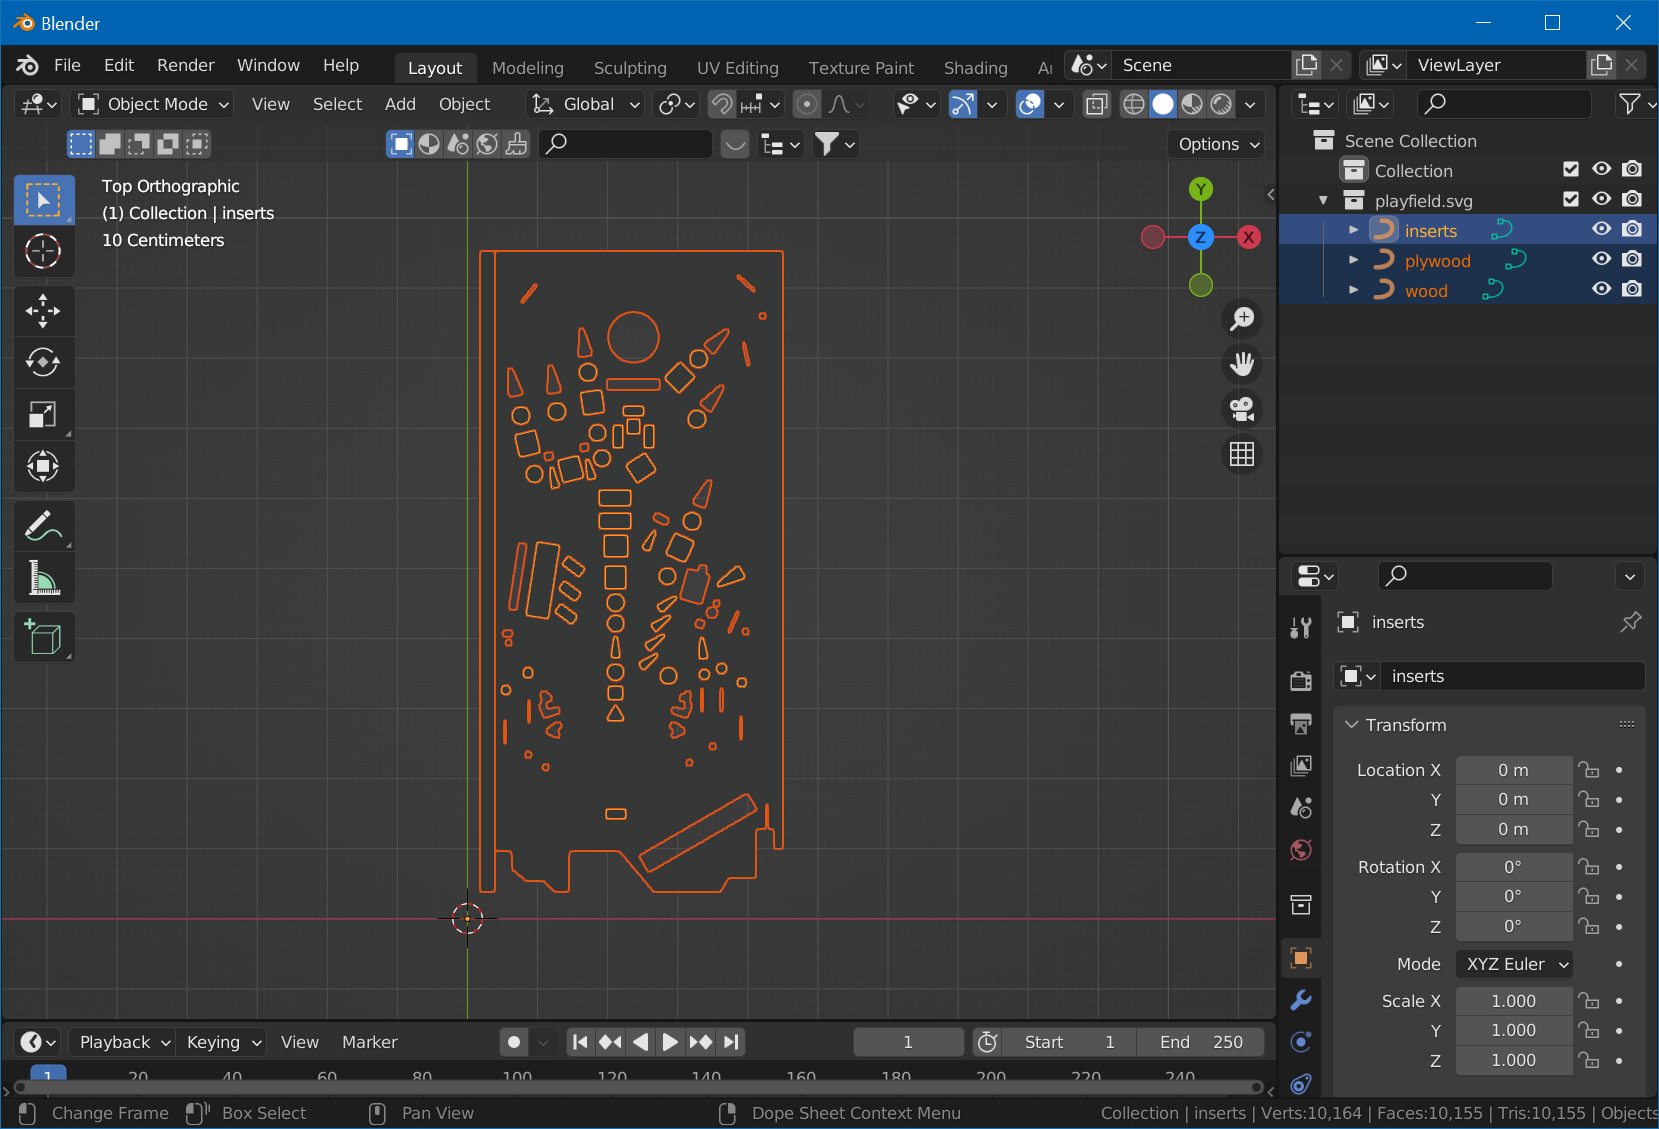 Blender
File Edit Render Window Help Layout Modeling Sculpting UV Editing Texture Paint Shading Scene ViewLayer
Object Mode View Select Add Object Global
Options
Top Orthographic
(1) Collection | inserts
10 Centimeters
Y
X
Z
Scene Collection
Collection
playfield.svg
inserts
plywood
wood
inserts
inserts
Transform
Location X 0 m
Y 0 m
Z 0 m
Rotation X 0°
Y 0°
Z 0°
Mode XYZ Euler
Scale X 1.000
Y 1.000
Z 1.000
Playback Keying View Marker 1 Start 1 End 250
1 20 40 60 80 100 120 140 160 180 200 220 240
Change Frame Box Select Pan View Dope Sheet Context Menu Collection | inserts | Verts:10,164 | Faces:10,155 | Tris:10,155 | Objects